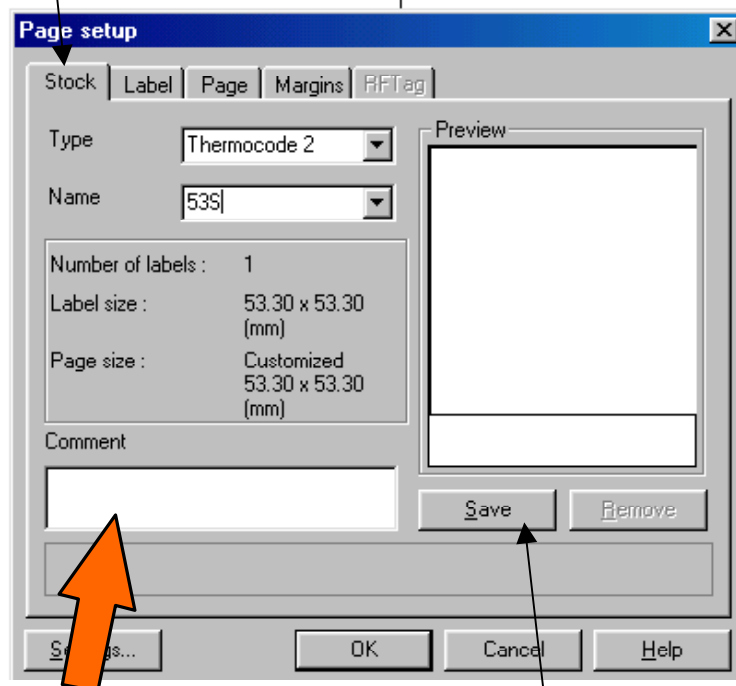 Page setup
Stock Label Page Margins RFTag
Type Thermocode 2
Name 53S
Preview
Number of labels : 1
Label size : 53.30 x 53.30
(mm)
Page size : Customized
53.30 x 53.30
(mm)
Comment
Save Remove
OK Cancel Help